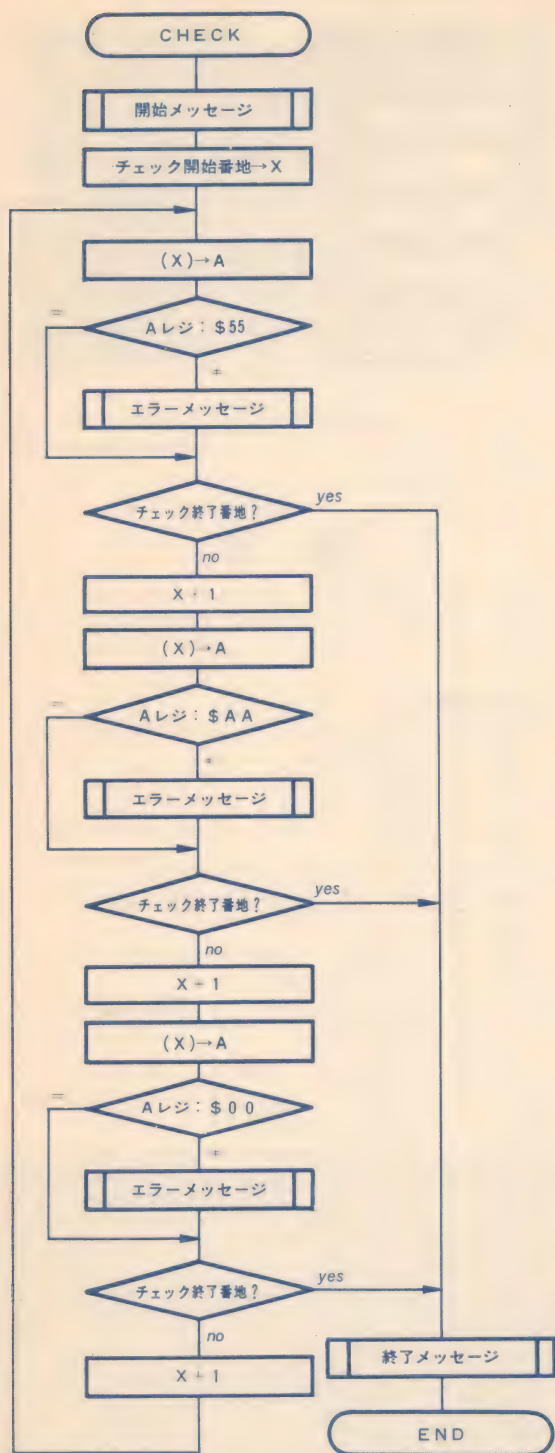 CHECK
開始メッセージ
チェック開始番地→X
(X)→A
Aレジ：$55
=
≠
エラーメッセージ
チェック終了番地？
yes
no
X+1
(X)→A
Aレジ：$AA
=
≠
エラーメッセージ
チェック終了番地？
yes
no
X+1
(X)→A
Aレジ：$00
=
≠
エラーメッセージ
チェック終了番地？
yes
no
X+1
終了メッセージ
END